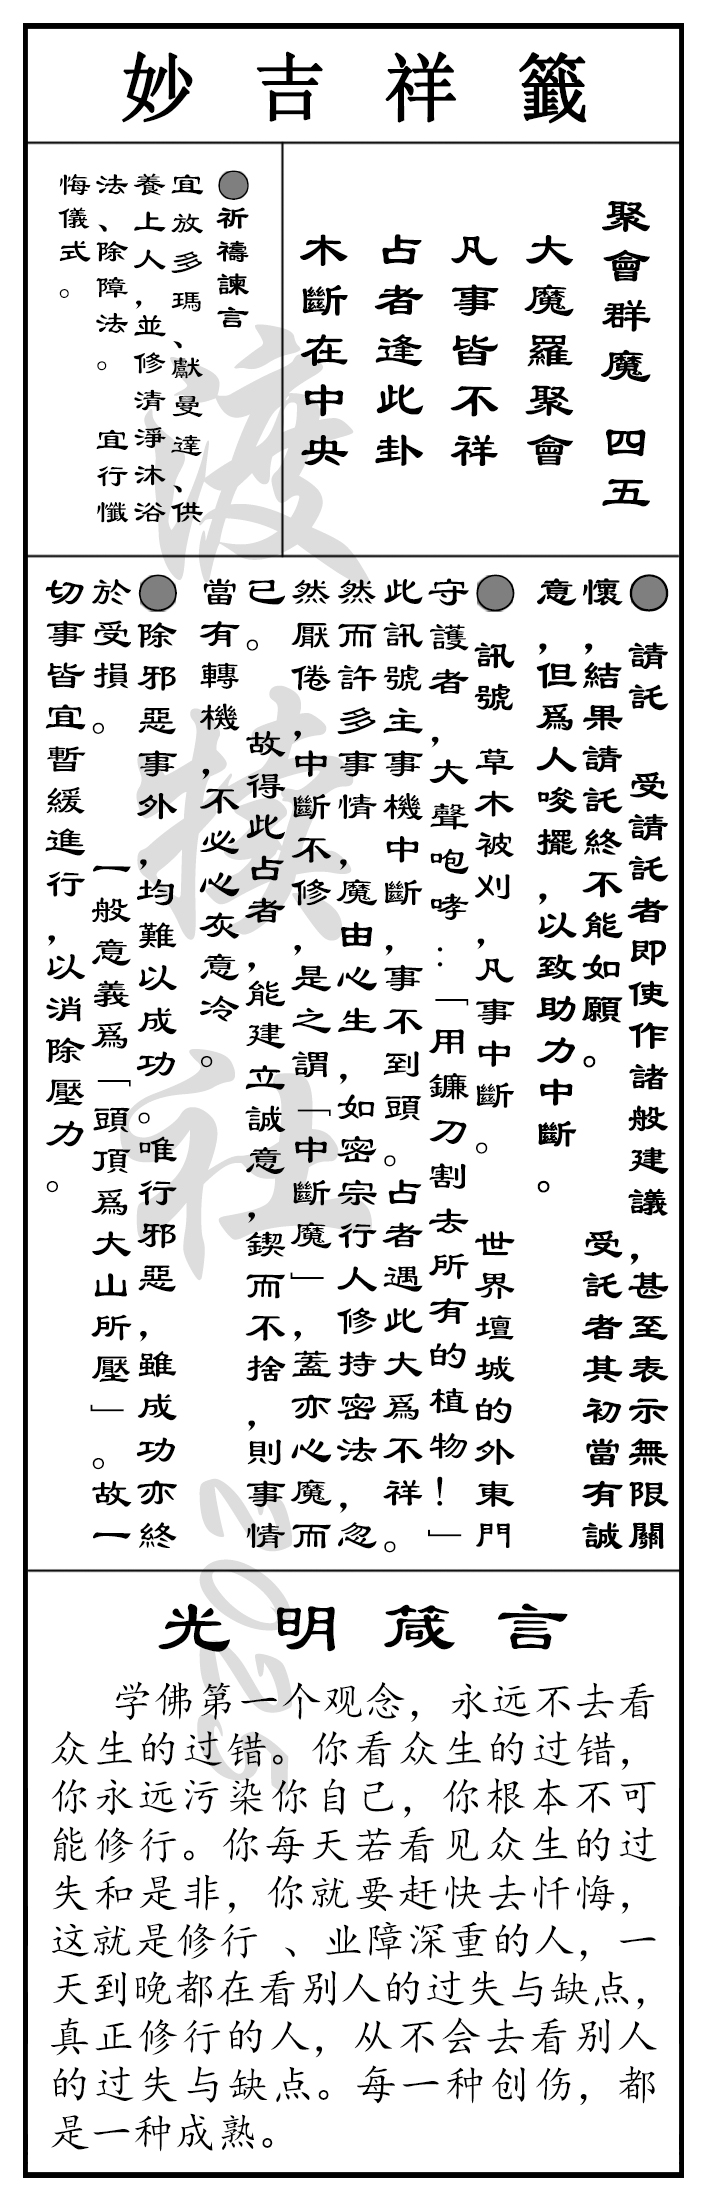 妙吉祥籤
聚會群魔 四五
大魔羅聚會
凡事皆不祥
占者逢此卦
木斷在中央
●祈禱諫言
宜放多瑪、獻曼達、供
養上人，並修清淨沐浴
法、除障法。 宜行懺
悔儀式。
● 請託 受請託者即使作諸般建議，甚至表示無限關
懷，結果請託終不能如願。 受託者其初當有誠
意，但爲人唆擺，以致助力中斷。
● 訊號 草木被刈，凡事中斷。 世界壇城的外東門
守護者，大聲咆哮：「用鐮刀割去所有的植物！」
此訊號主事機中斷，事不到頭。占者遇此大爲不祥。
然而許多事情，魔由心生，如密宗行人修持密法，忽
然厭倦，中斷不修，是之謂「中斷魔」，蓋亦心魔而
已。 故得此占者，能建立誠意，鍥而不捨，則事情
當有轉機，不必心灰意冷。
●除邪惡事外，均難以成功。唯行邪惡，雖成功亦終
於受損。 一般意義爲「頭頂爲大山所壓」。故一
切事皆宜暫緩進行，以消除壓力。
光明箴言
学佛第一个观念，永远不去看
众生的过错。你看众生的过错，
你永远污染你自己，你根本不可
能修行。你每天若看见众生的过
失和是非，你就要赶快去忏悔，
这就是修行 、业障深重的人，一
天到晚都在看别人的过失与缺点，
真正修行的人，从不会去看别人
的过失与缺点。每一种创伤，都
是一种成熟。
2025